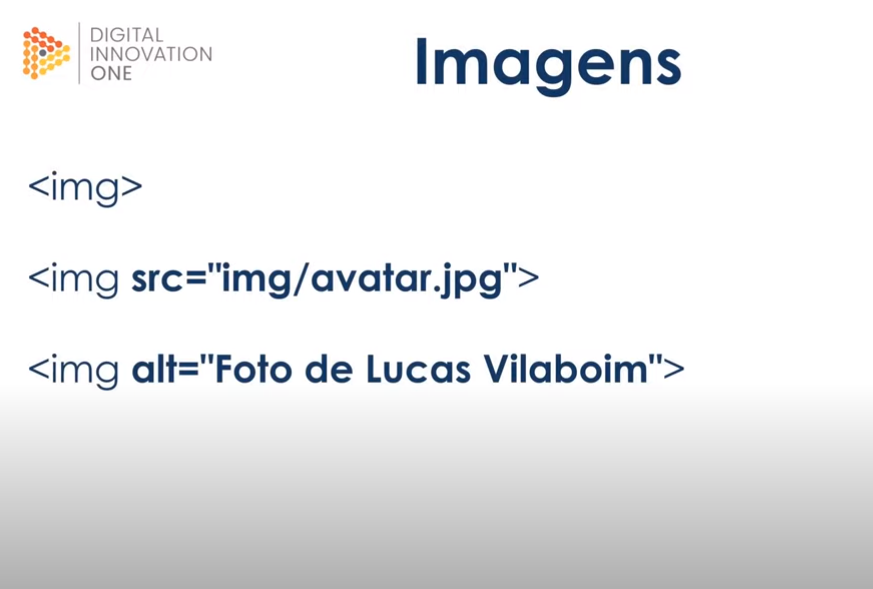 DIGITAL
INNOVATION
ONE
Imagens
<img>
<img src="img/avatar.jpg">
<img alt="Foto de Lucas Vilaboim">